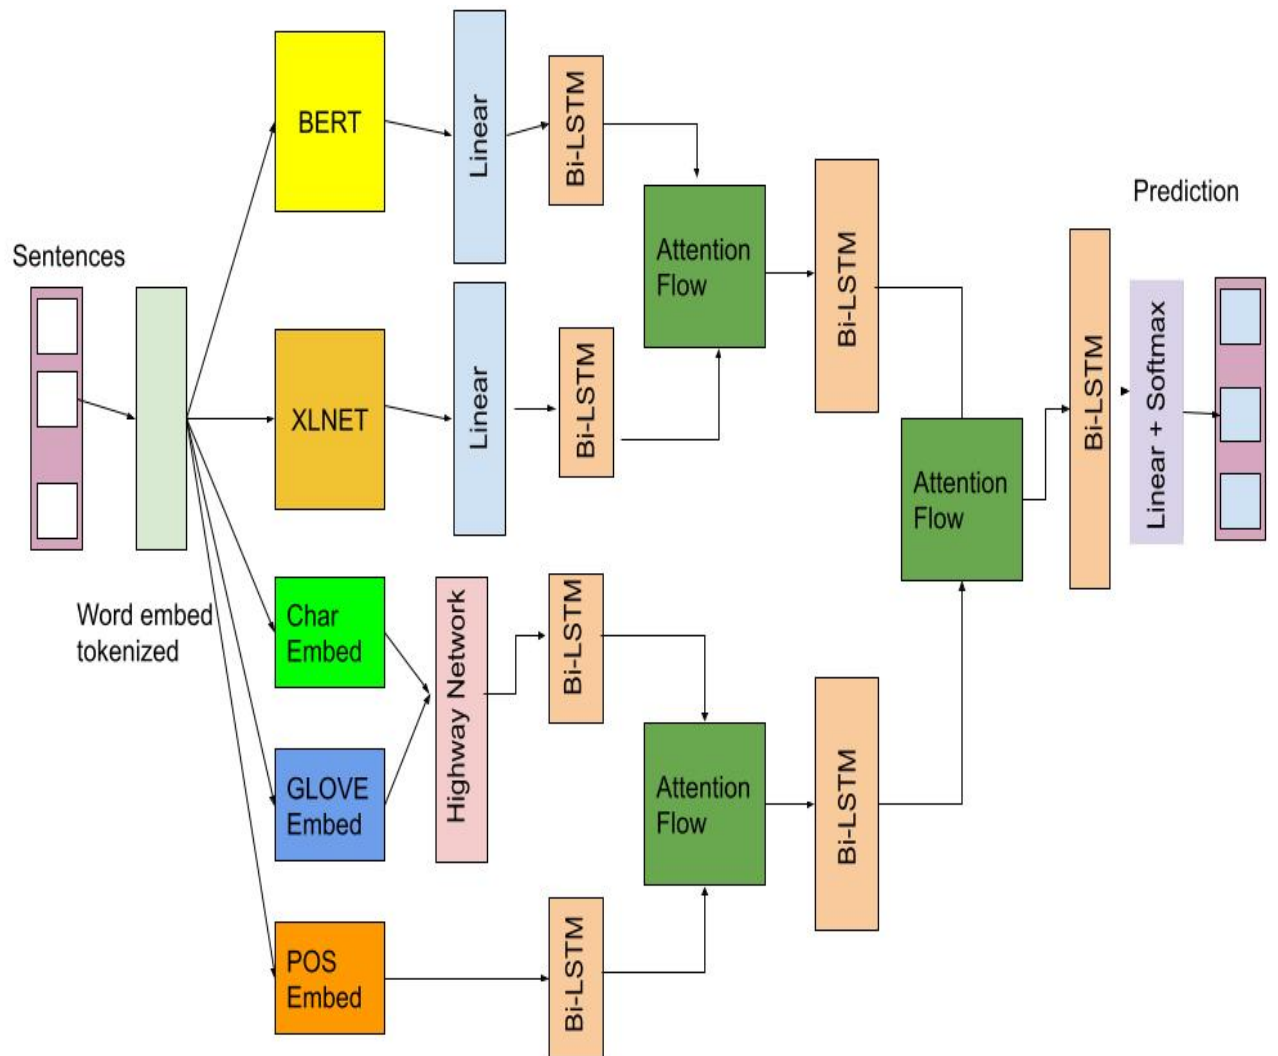 Sentences
Word embed
tokenized
BERT
Linear
Bi-LSTM
XLNET
Linear
Bi-LSTM
Char
Embed
GLOVE
Embed
Highway Network
Bi-LSTM
POS
Embed
Bi-LSTM
Attention
Flow
Bi-LSTM
Attention
Flow
Bi-LSTM
Attention
Flow
Bi-LSTM
Linear + Softmax
Prediction